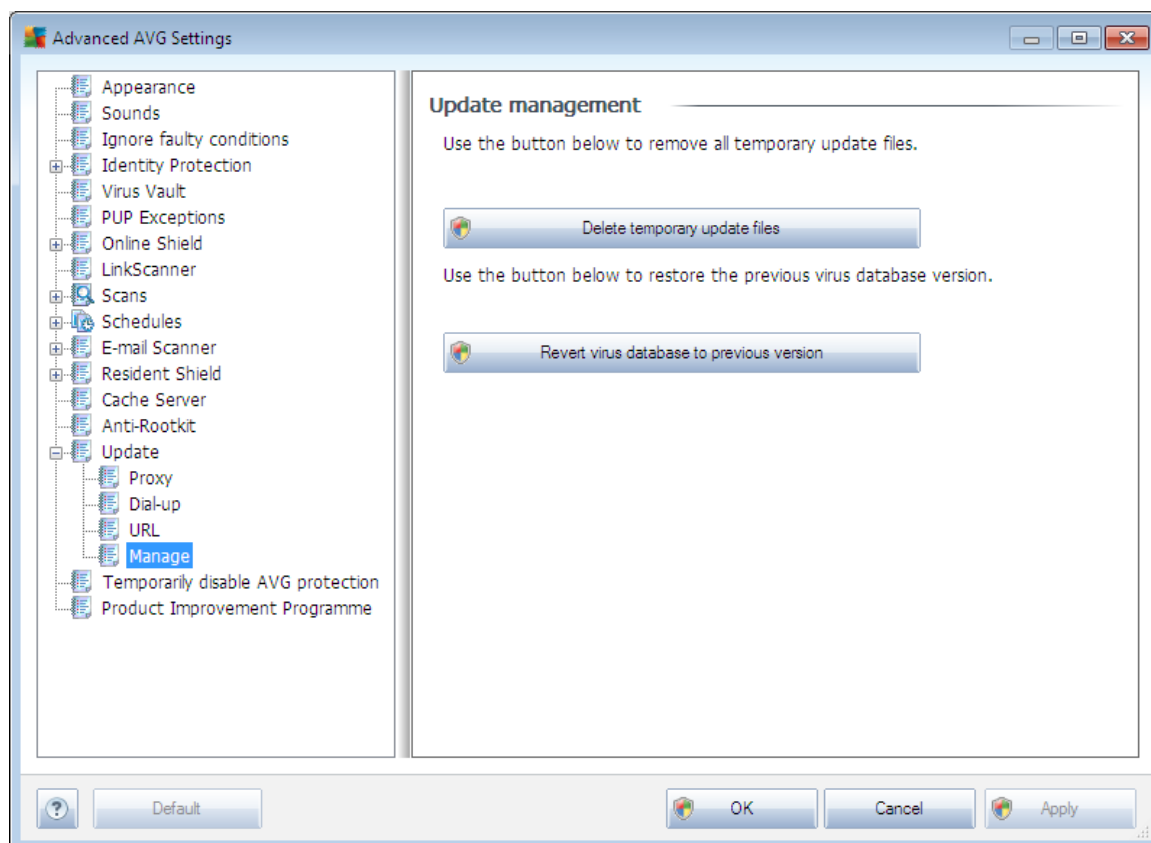 Advanced AVG Settings
Appearance
Sounds
Ignore faulty conditions
Identity Protection
Virus Vault
PUP Exceptions
Online Shield
LinkScanner
Scans
Schedules
E-mail Scanner
Resident Shield
Cache Server
Anti-Rootkit
Update
Proxy
Dial-up
URL
Manage
Temporarily disable AVG protection
Product Improvement Programme
Update management
Use the button below to remove all temporary update files.
Delete temporary update files
Use the button below to restore the previous virus database version.
Revert virus database to previous version
?
Default
OK
Cancel
Apply